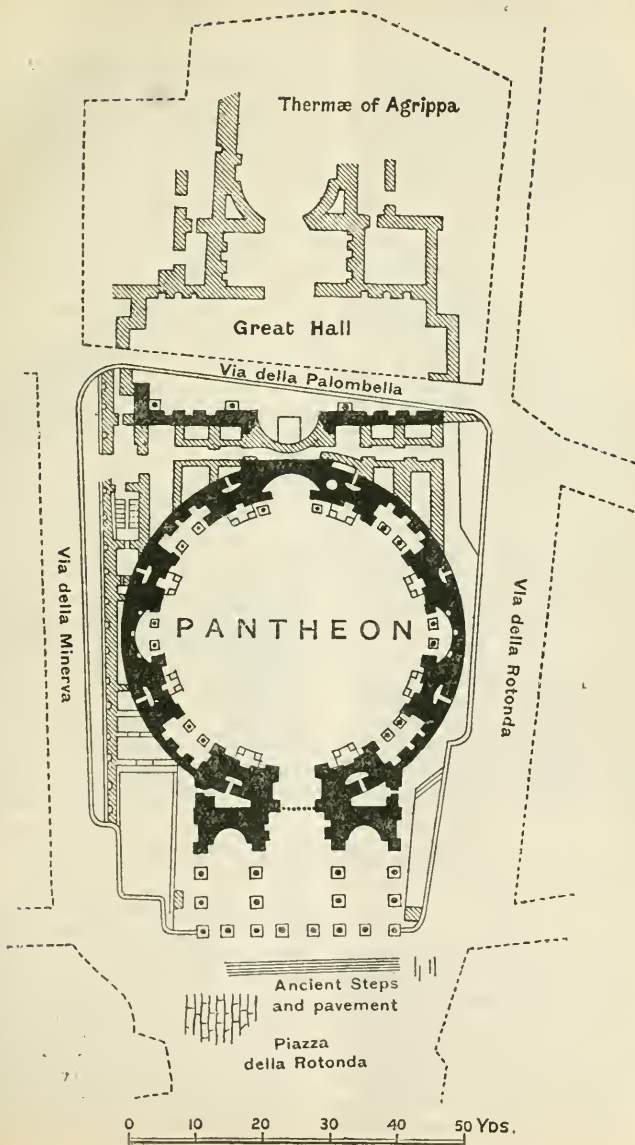 Thermæ of Agrippa
Great Hall
Via della Palombella
Via della Minerva
PANTHEON
Via della Rotonda
Ancient Steps
and pavement
Piazza
della Rotonda
0 10 20 30 40 50 YDS.